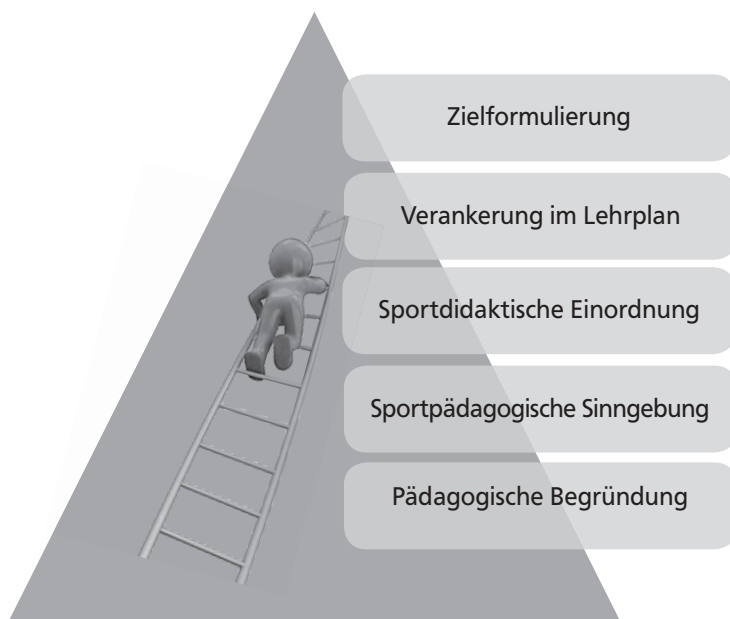 Zielformulierung
Verankerung im Lehrplan
Sportdidaktische Einordnung
Sportpädagogische Sinngebung
Pädagogische Begründung